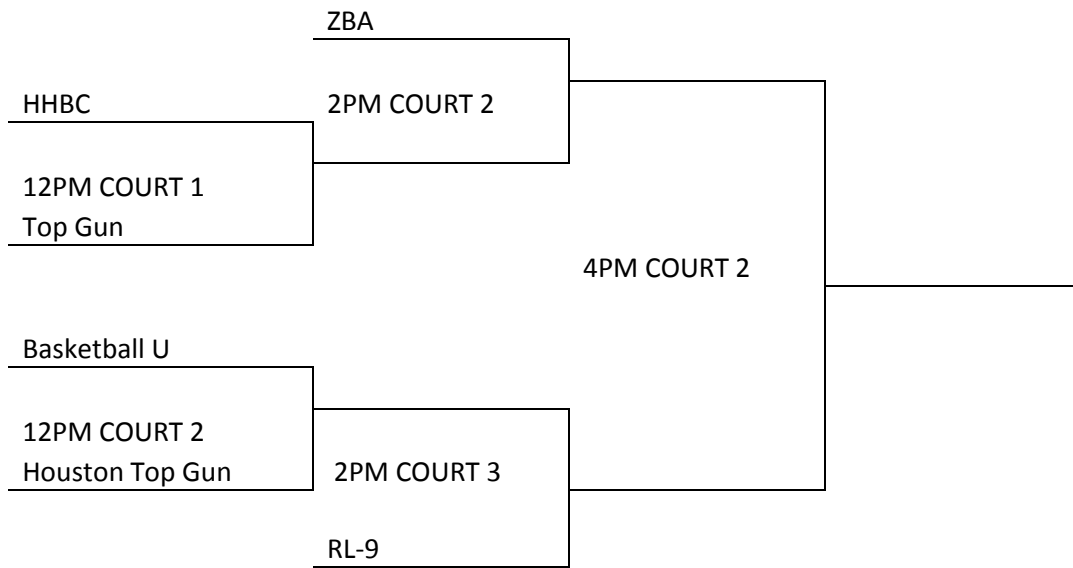 ZBA
HHBC
2PM COURT 2
12PM COURT 1
Top Gun
4PM COURT 2
Basketball U
12PM COURT 2
Houston Top Gun
2PM COURT 3
RL-9